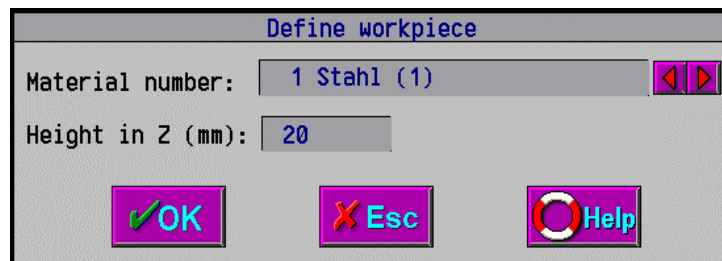 Define workpiece
Material number: 1 Stahl (1)
Height in Z (mm): 20
OK Esc Help